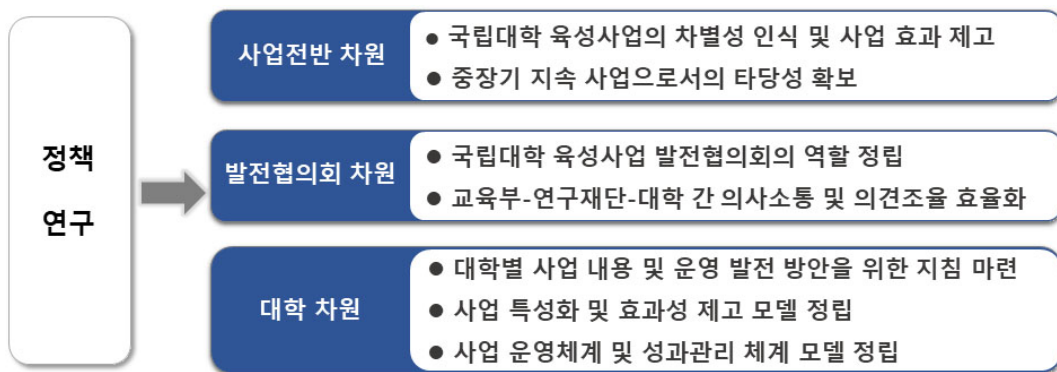 정책
연구
사업전반 차원
● 국립대학 육성사업의 차별성 인식 및 사업 효과 제고
● 중장기 지속 사업으로서의 타당성 확보
발전협의회 차원
● 국립대학 육성사업 발전협의회의 역할 정립
● 교육부-연구재단-대학 간 의사소통 및 의견조율 효율화
대학 차원
● 대학별 사업 내용 및 운영 발전 방안을 위한 지침 마련
● 사업 특성화 및 효과성 제고 모델 정립
● 사업 운영체계 및 성과관리 체계 모델 정립